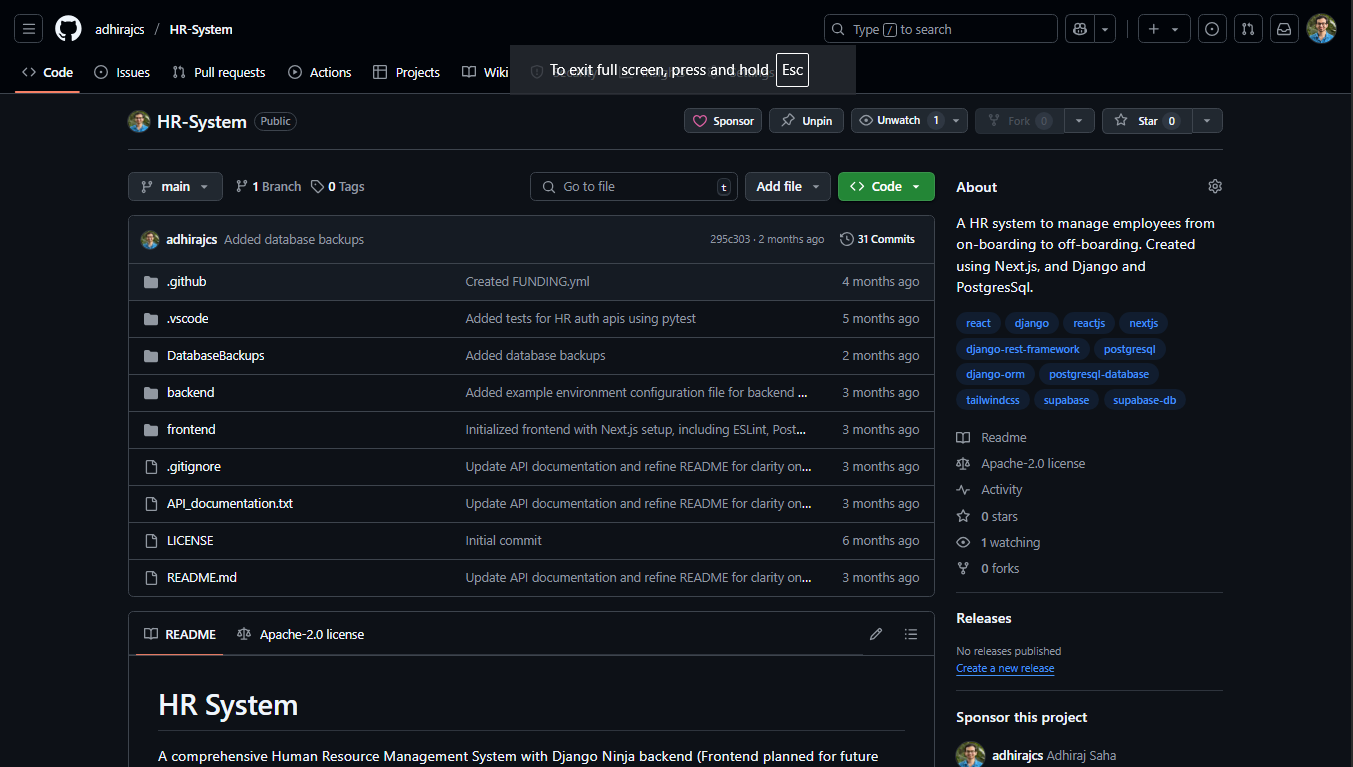 adhirajcs / HR-System
Type / to search
Code Issues Pull requests Actions Projects Wiki
To exit full screen, press and hold Esc
HR-System Public
Sponsor Unpin Unwatch 1 Fork 0 Star 0
main 1 Branch 0 Tags
Go to file t Add file Code
adhirajcs Added database backups 295c303 · 2 months ago 31 Commits
.github Created FUNDING.yml 4 months ago
.vscode Added tests for HR auth apis using pytest 5 months ago
DatabaseBackups Added database backups 2 months ago
backend Added example environment configuration file for backend ... 3 months ago
frontend Initialized frontend with Next.js setup, including ESLint, Post... 3 months ago
.gitignore Update API documentation and refine README for clarity on... 3 months ago
API_documentation.txt Update API documentation and refine README for clarity on... 3 months ago
LICENSE Initial commit 6 months ago
README.md Update API documentation and refine README for clarity on... 3 months ago
README Apache-2.0 license
HR System
A comprehensive Human Resource Management System with Django Ninja backend (Frontend planned for future
About
A HR system to manage employees from
on-boarding to off-boarding. Created
using Next.js, and Django and
PostgresSql.
react django reactjs nextjs
django-rest-framework postgresql
django-orm postgresql-database
tailwindcss supabase supabase-db
Readme
Apache-2.0 license
Activity
0 stars
1 watching
0 forks
Releases
No releases published
Create a new release
Sponsor this project
adhirajcs Adhiraj Saha